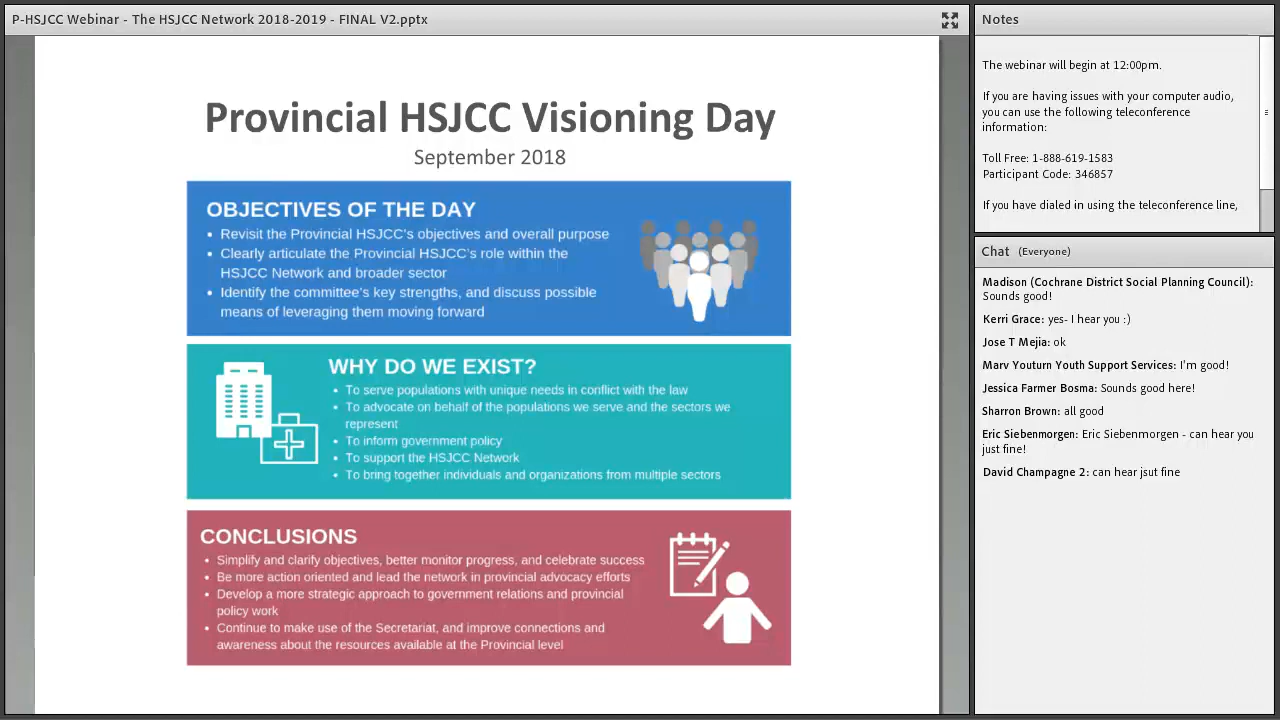 P-HSJCC Webinar - The HSJCC Network 2018-2019 - FINAL V2.pptx
Provincial HSJCC Visioning Day
September 2018
OBJECTIVES OF THE DAY
• Revisit the Provincial HSJCC's objectives and overall purpose
• Clearly articulate the Provincial HSJCC's role within the
HSJCC Network and broader sector
• Identify the committee's key strengths, and discuss possible
means of leveraging them moving forward
WHY DO WE EXIST?
• To serve populations with unique needs in conflict with the law
• To advocate on behalf of the populations we serve and the sectors we
represent
• To inform government policy
• To support the HSJCC Network
• To bring together individuals and organizations from multiple sectors
CONCLUSIONS
• Simplify and clarify objectives, better monitor progress, and celebrate success
• Be more action oriented and lead the network in provincial advocacy efforts
• Develop a more strategic approach to government relations and provincial
policy work
• Continue to make use of the Secretariat, and improve connections and
awareness about the resources available at the Provincial level
Notes
The webinar will begin at 12:00pm.
If you are having issues with your computer audio,
you can use the following teleconference
information:
Toll Free: 1-888-619-1583
Participant Code: 346857
If you have dialed in using the teleconference line,
Chat (Everyone)
Madison (Cochrane District Social Planning Council):
Sounds good!
Kerri Grace: yes- I hear you :)
Jose T Mejia: ok
Marv Youturn Youth Support Services: I'm good!
Jessica Farmer Bosma: Sounds good here!
Sharron Brown: all good
Eric Siebenmorgen: Eric Siebenmorgen - can hear you
just fine!
David Champagne 2: can hear jsut fine